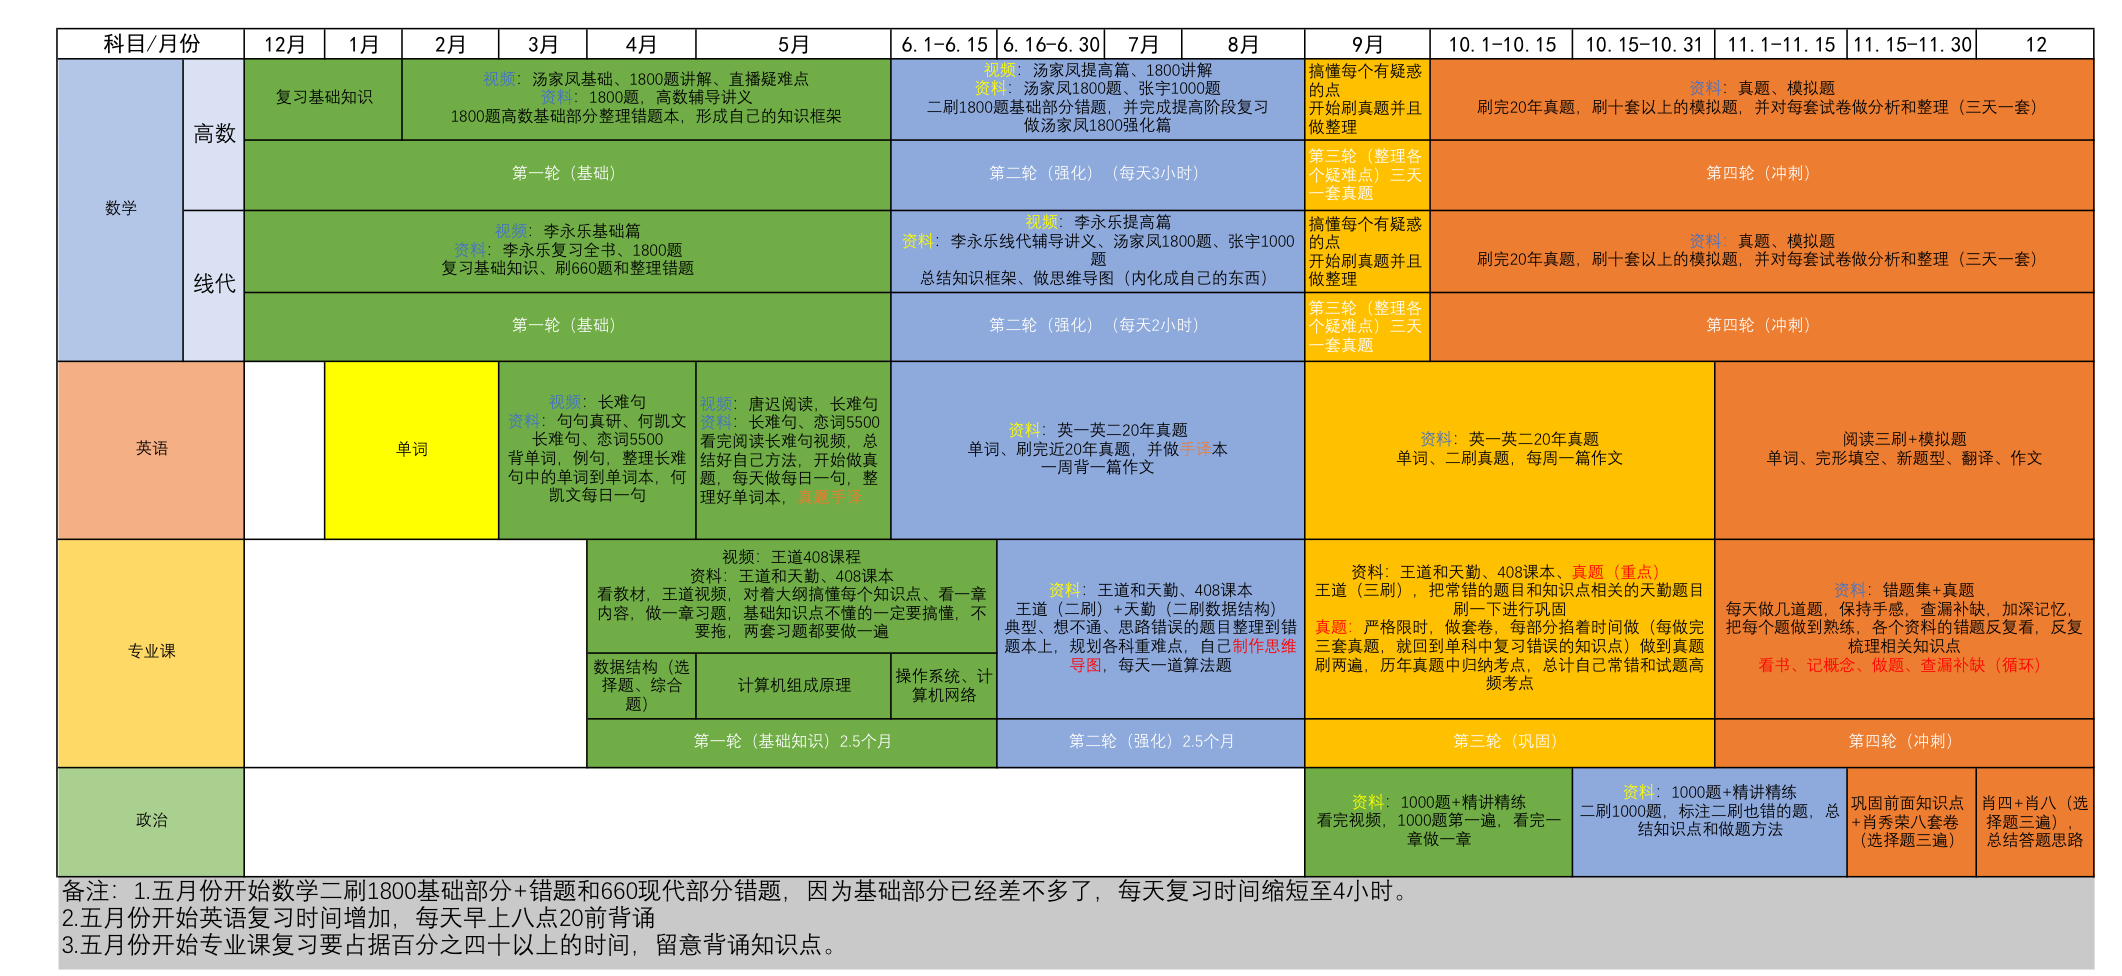 科目/月份
12月
1月
2月
3月
4月
5月
6.1-6.15
6.16-6.30
7月
8月
9月
10.1-10.15
10.15-10.31
11.1-11.15
11.15-11.30
12
数学
高数
复习基础知识
视频：汤家凤基础、1800题讲解、直播疑难点
资料：1800题，高数辅导讲义
1800题高数基础部分整理错题本，形成自己的知识框架
视频：汤家凤提高篇、1800讲解
资料：汤家凤1800题、张宇1000题
二刷1800题基础部分错题，并完成提高阶段复习
做汤家凤1800强化篇
搞懂每个有疑惑
的点
开始刷真题并且
做整理
资料：真题、模拟题
刷完20年真题，刷十套以上的模拟题，并对每套试卷做分析和整理（三天一套）
第一轮（基础）
第二轮（强化）（每天3小时）
第三轮（整理各
个疑难点）三天
一套真题
第四轮（冲刺）
线代
视频：李永乐基础篇
资料：李永乐复习全书、1800题
复习基础知识、刷660题和整理错题
视频：李永乐提高篇
资料：李永乐线代辅导讲义、汤家凤1800题、张宇1000
题
总结知识框架、做思维导图（内化成自己的东西）
搞懂每个有疑惑
的点
开始刷真题并且
做整理
资料：真题、模拟题
刷完20年真题，刷十套以上的模拟题，并对每套试卷做分析和整理（三天一套）
第一轮（基础）
第二轮（强化）（每天2小时）
第三轮（整理各
个疑难点）三天
一套真题
第四轮（冲刺）
英语
单词
视频：长难句
资料：句句真研、何凯文
长难句、恋词5500
背单词，例句，整理长难
句中的单词到单词本，何
凯文每日一句
视频：唐迟阅读，长难句
资料：长难句、恋词5500
看完阅读长难句视频，总
结好自己方法，开始做真
题，每天做每日一句，整
理好单词本，真题手译
资料：英一英二20年真题
单词、刷完近20年真题，并做手译本
一周背一篇作文
资料：英一英二20年真题
单词、二刷真题，每周一篇作文
阅读三刷+模拟题
单词、完形填空、新题型、翻译、作文
专业课
视频：王道408课程
资料：王道和天勤、408课本
看教材，王道视频，对着大纲搞懂每个知识点、看一章
内容，做一章习题，基础知识点不懂的一定要搞懂，不
要拖，两套习题都要做一遍
数据结构（选
择题、综合
题）
计算机组成原理
操作系统、计
算机网络
资料：王道和天勤、408课本
王道（二刷）+天勤（二刷数据结构）
典型、想不通、思路错误的题目整理到错
题本上，规划各科重难点，自己制作思维
导图，每天一道算法题
资料：王道和天勤、408课本、真题（重点）
王道（三刷），把常错的题目和知识点相关的天勤题目
刷一下进行巩固
真题：严格限时，做套卷，每部分掐着时间做（每做完
三套真题，就回到单科中复习错误的知识点）做到真题
刷两遍，历年真题中归纳考点，总计自己常错和试题高
频考点
资料：错题集+真题
每天做几道题，保持手感，查漏补缺，加深记忆，
把每个题做到熟练，各个资料的错题反复看，反复
梳理相关知识点
看书、记概念、做题、查漏补缺（循环）
第一轮（基础知识）2.5个月
第二轮（强化）2.5个月
第三轮（巩固）
第四轮（冲刺）
政治
资料：1000题+精讲精练
看完视频，1000题第一遍，看完一
章做一章
资料：1000题+精讲精练
二刷1000题，标注二刷也错的题，总
结知识点和做题方法
巩固前面知识点
+肖秀荣八套卷
（选择题三遍）
肖四+肖八（选
择题三遍），
总结答题思路
备注：1.五月份开始数学二刷1800基础部分+错题和660现代部分错题，因为基础部分已经差不多了，每天复习时间缩短至4小时。
2.五月份开始英语复习时间增加，每天早上八点20前背诵
3.五月份开始专业课复习要占据百分之四十以上的时间，留意背诵知识点。